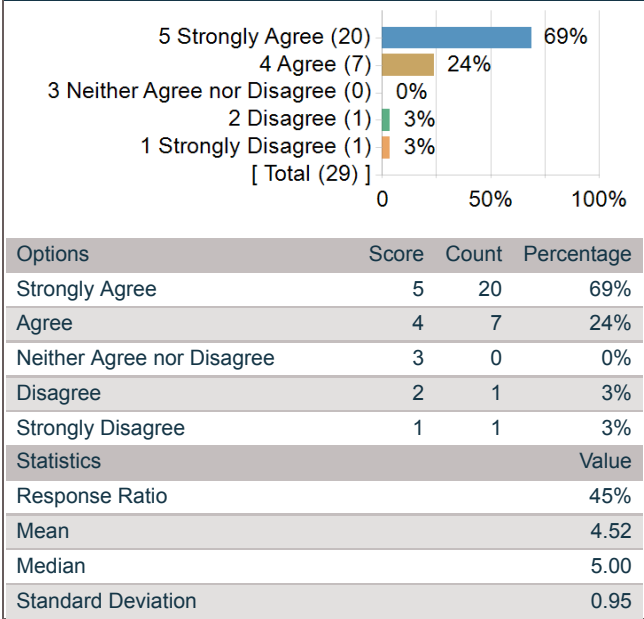 5 Strongly Agree (20) 69%
4 Agree (7) 24%
3 Neither Agree nor Disagree (0) 0%
2 Disagree (1) 3%
1 Strongly Disagree (1) 3%
[ Total (29) ]
0 50% 100%
Options Score Count Percentage
Strongly Agree 5 20 69%
Agree 4 7 24%
Neither Agree nor Disagree 3 0 0%
Disagree 2 1 3%
Strongly Disagree 1 1 3%
Statistics Value
Response Ratio 45%
Mean 4.52
Median 5.00
Standard Deviation 0.95